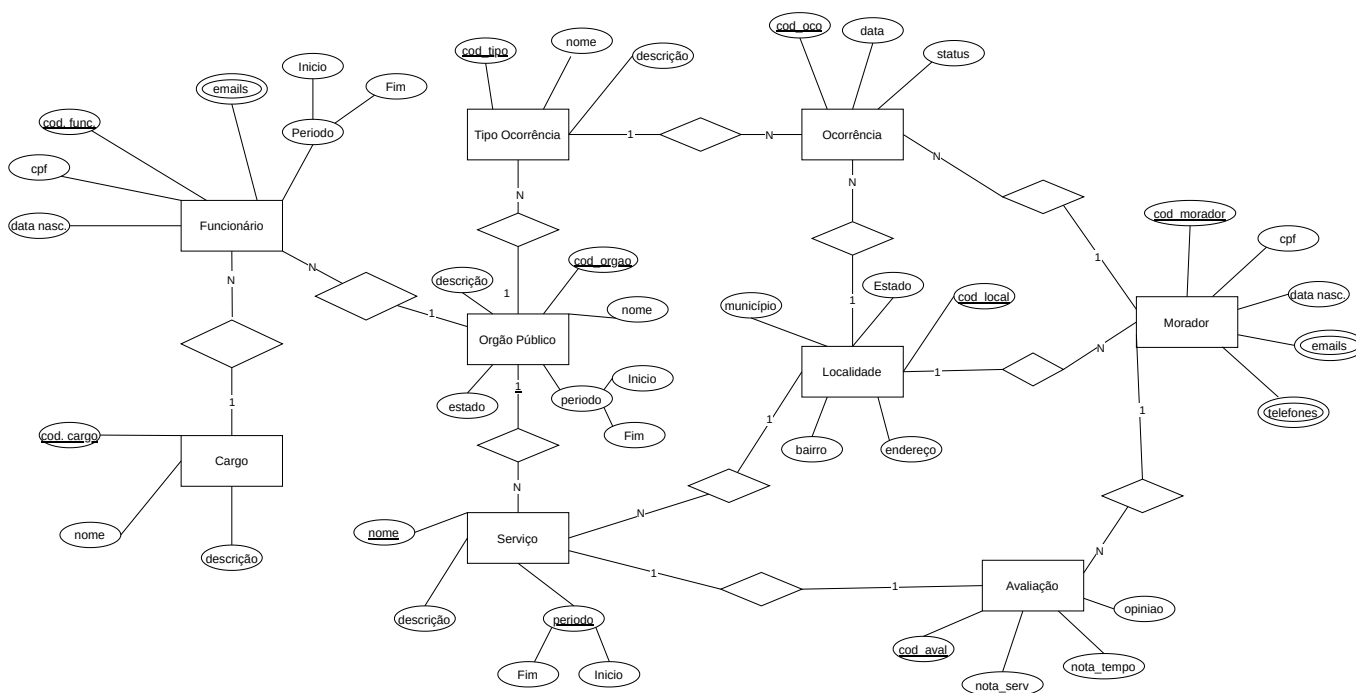 cod_oco
data
status
cod_tipo
nome
descrição
Inicio
Fim
emails
Periodo
cod. func.
cpf
data nasc.
Funcionário
Tipo Ocorrência
1
N
Ocorrência
N
N
N
1
cod_morador
cpf
data nasc.
emails
telefones
Morador
N
N
1
descrição
cod_orgao
nome
Orgão Público
1
1
estado
periodo
Inicio
Fim
N
1
cod. cargo
Cargo
nome
descrição
município
Estado
cod_local
1
Localidade
1
N
bairro
endereço
1
N
N
nome
Serviço
descrição
periodo
Fim
Inicio
1
1
1
N
Avaliação
opiniao
cod_aval
nota_serv
nota_tempo